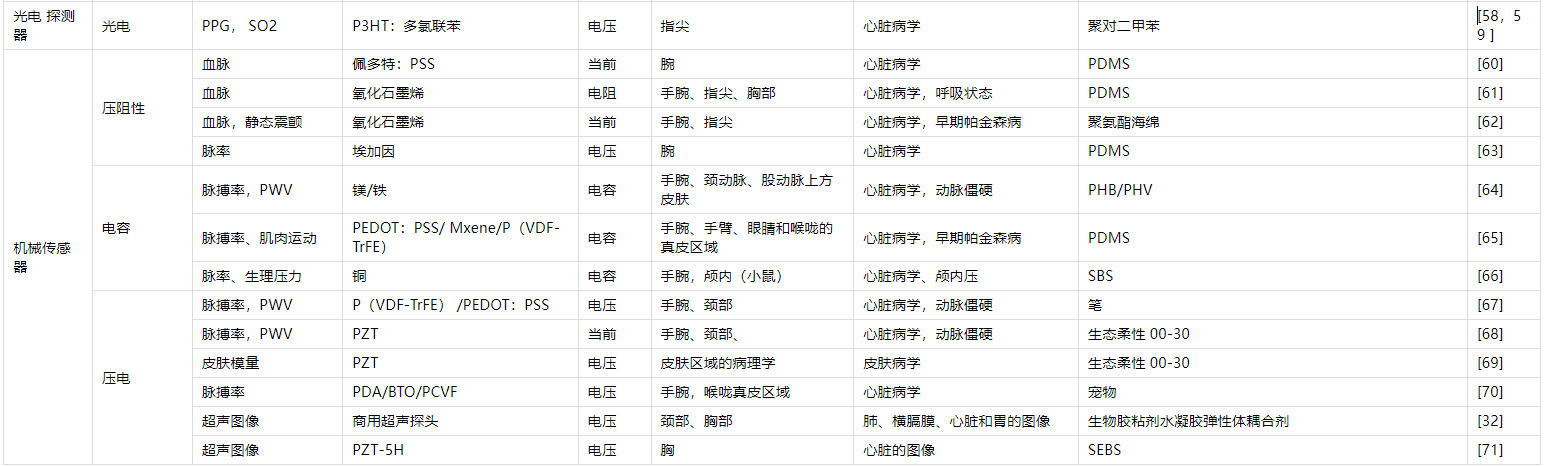 光电 探测器 光电 PPG， SO2 P3HT：多氯联苯 电压 指尖 心脏病学 聚对二甲苯 [58，59 ]
机械传感器
压阻性
血脉 佩多特：PSS 当前 腕 心脏病学 PDMS [60]
血脉 氧化石墨烯 电阻 手腕、指尖、胸部 心脏病学，呼吸状态 PDMS [61]
血脉，静态震颤 氧化石墨烯 当前 手腕、指尖 心脏病学，早期帕金森病 聚氨酯海绵 [62]
脉率 埃加因 电压 腕 心脏病学 PDMS [63]
电容
脉搏率，PWV 镁/铁 电容 手腕、颈动脉、股动脉上方皮肤 心脏病学，动脉僵硬 PHB/PHV [64]
脉搏率、肌肉运动 PEDOT：PSS/ Mxene/P（VDF-TrFE） 电容 手腕、手臂、眼睛和喉咙的真皮区域 心脏病学，早期帕金森病 PDMS [65]
脉率、生理压力 铜 电容 手腕，颅内（小鼠） 心脏病学、颅内压 SBS [66]
压电
脉搏率，PWV P（VDF-TrFE） /PEDOT：PSS 电压 手腕、颈部 心脏病学，动脉僵硬 笔 [67]
脉搏率，PWV PZT 当前 手腕、颈部、 心脏病学，动脉僵硬 生态柔性 00-30 [68]
皮肤模量 PZT 电压 皮肤区域的病理学 皮肤病学 生态柔性 00-30 [69]
脉搏率 PDA/BTO/PCVF 电压 手腕，喉咙真皮区域 心脏病学 宠物 [70]
超声图像 商用超声探头 电压 颈部、胸部 肺、横膈膜、心脏和胃的图像 生物胶粘剂水凝胶弹性体耦合剂 [32]
超声图像 PZT-5H 电压 胸 心脏的图像 SEBS [71]